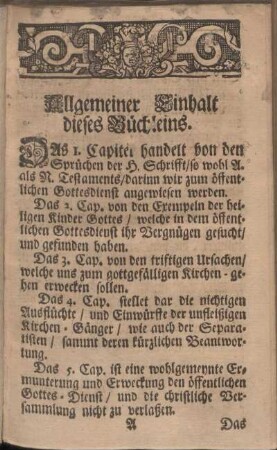 Allgemeiner Einhalt
dieses Büchleins.
DAs 1. Capitel handelt von den
Sprüchen der H. Schrifft/so wohl A.
als N. Testaments/darinn wir zum öffent-
lichen Gottesdienst angewiesen werden.
Das 2. Cap. von den Exempeln der hei-
ligen Kinder Gottes/ welche in dem öffent-
lichen Gottesdienst ihr Vergnügen gesucht/
und gefunden haben.
Das 3. Cap. von den trifftigen Ursachen/
welche uns zum gottgefälligen Kirchen-ge-
hen erwecken sollen.
Das 4. Cap. stellet dar die nichtigen
Ausflüchte/ und Einwürffe der unfleißigen
Kirchen-Gänger/ wie auch der Separa-
tisten/ sammt deren kürzlichen Beantwor-
tung.
Das 5. Cap. ist eine wohlgemeynte Er-
munterung und Erweckung den öffentlichen
Gottes-Dienst/ und die christliche Ver-
sammlung nicht zu verlaßen.
A Das